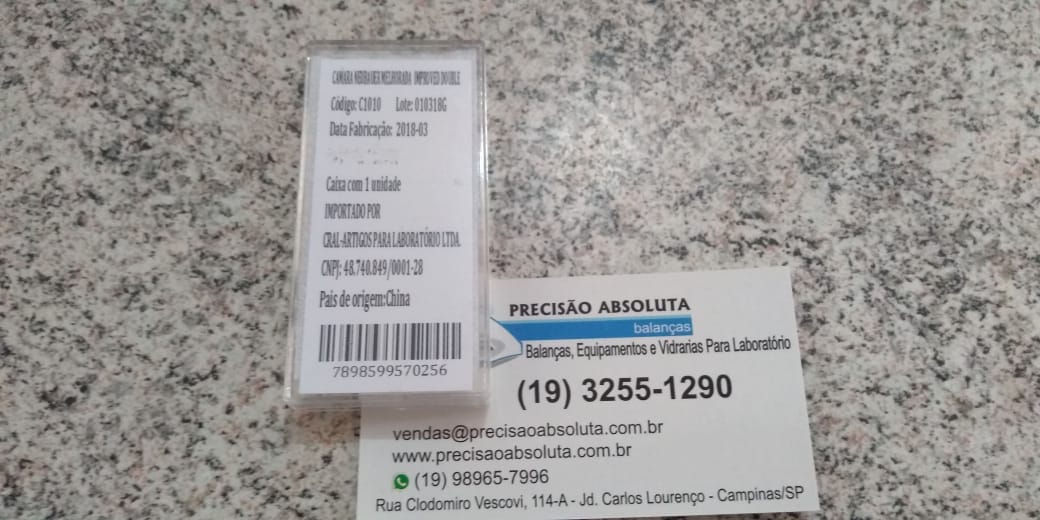 CAMARA NEUBAUER MELHORADA IMPROVED DOUBLE
Código: C1010 Lote: 010318G
Data Fabricação: 2018-03
Caixa com 1 unidade
IMPORTADO POR
CRAL-ARTIGOS PARA LABORATÓRIO LTDA.
CNPJ: 48.740.849/0001-28
Pais de origem:China
7898599570256
PRECISÃO ABSOLUTA
balanças
Balanças, Equipamentos e Vidrarias Para Laboratório
(19) 3255-1290
vendas@precisaoabsoluta.com.br
www.precisaoabsoluta.com.br
(19) 98965-7996
Rua Clodomiro Vescovi, 114-A - Jd. Carlos Lourenço - Campinas/SP